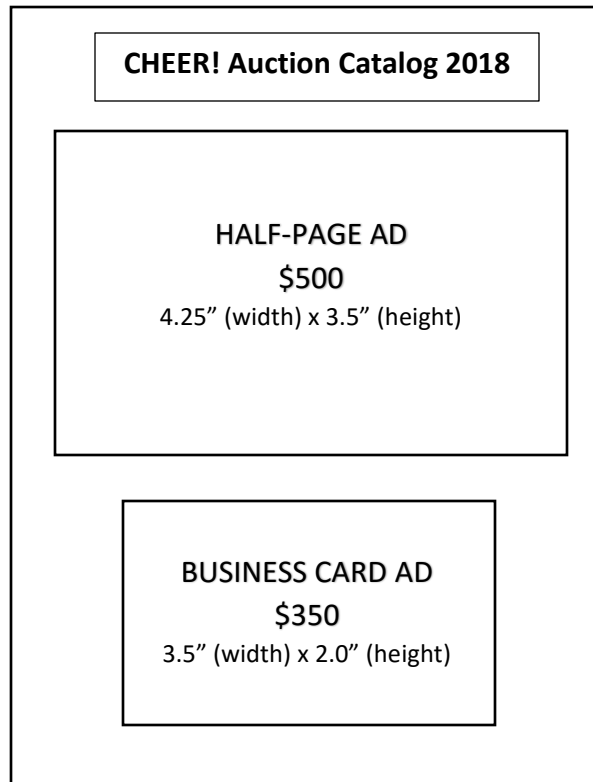 CHEER! Auction Catalog 2018
HALF-PAGE AD
$500
4.25” (width) x 3.5” (height)
BUSINESS CARD AD
$350
3.5” (width) x 2.0” (height)